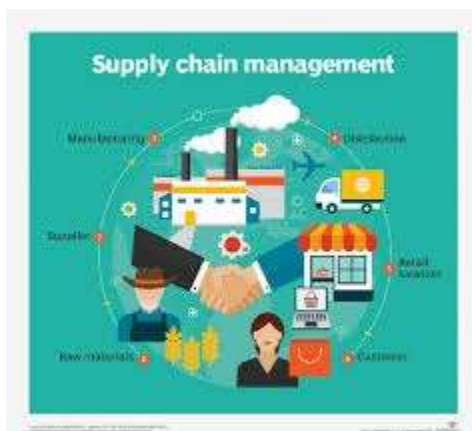 Supply chain management
Manufacturing
Distribution
Supplier
Retail
location
Raw materials
Customer